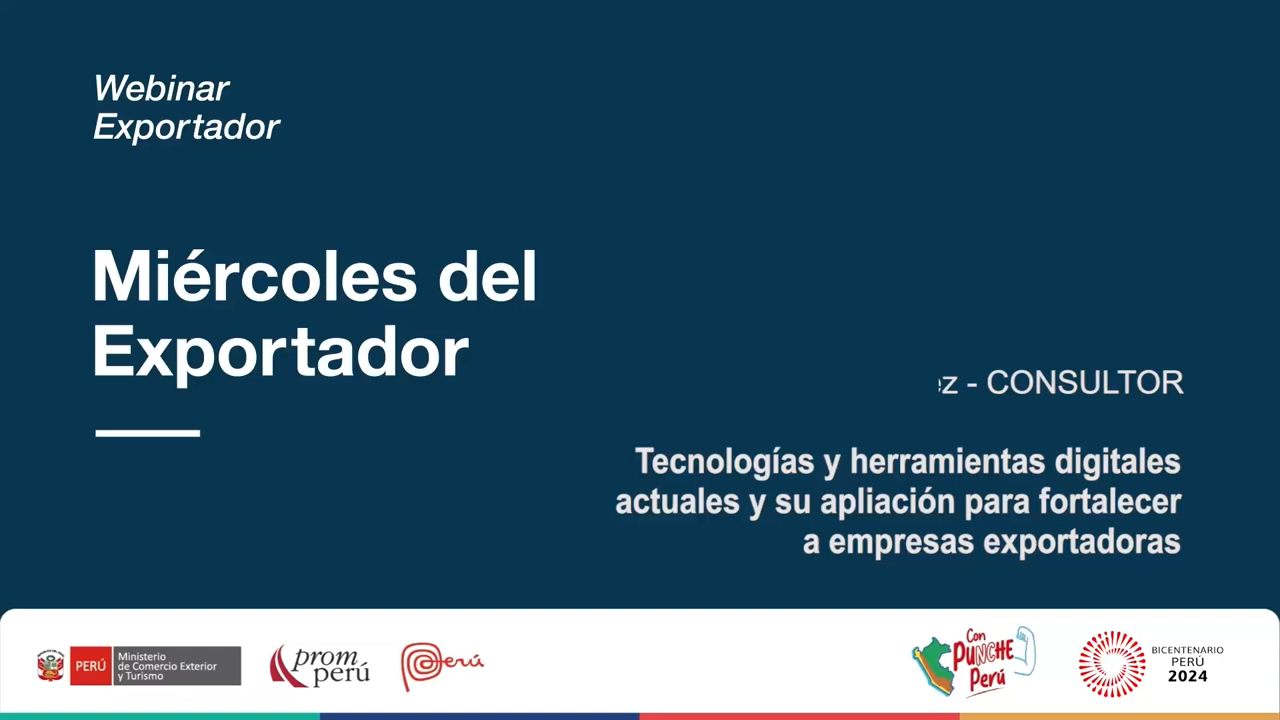 Webinar
Exportador
Miércoles del
Exportador
- CONSULTOR
Tecnologías y herramientas digitales
actuales y su apliación para fortalecer
a empresas exportadoras
PERÚ
Ministerio
de Comercio Exterior
y Turismo
prom
perú
Perú
Con
PUNCHE
Perú
BICENTENARIO
PERÚ
2024